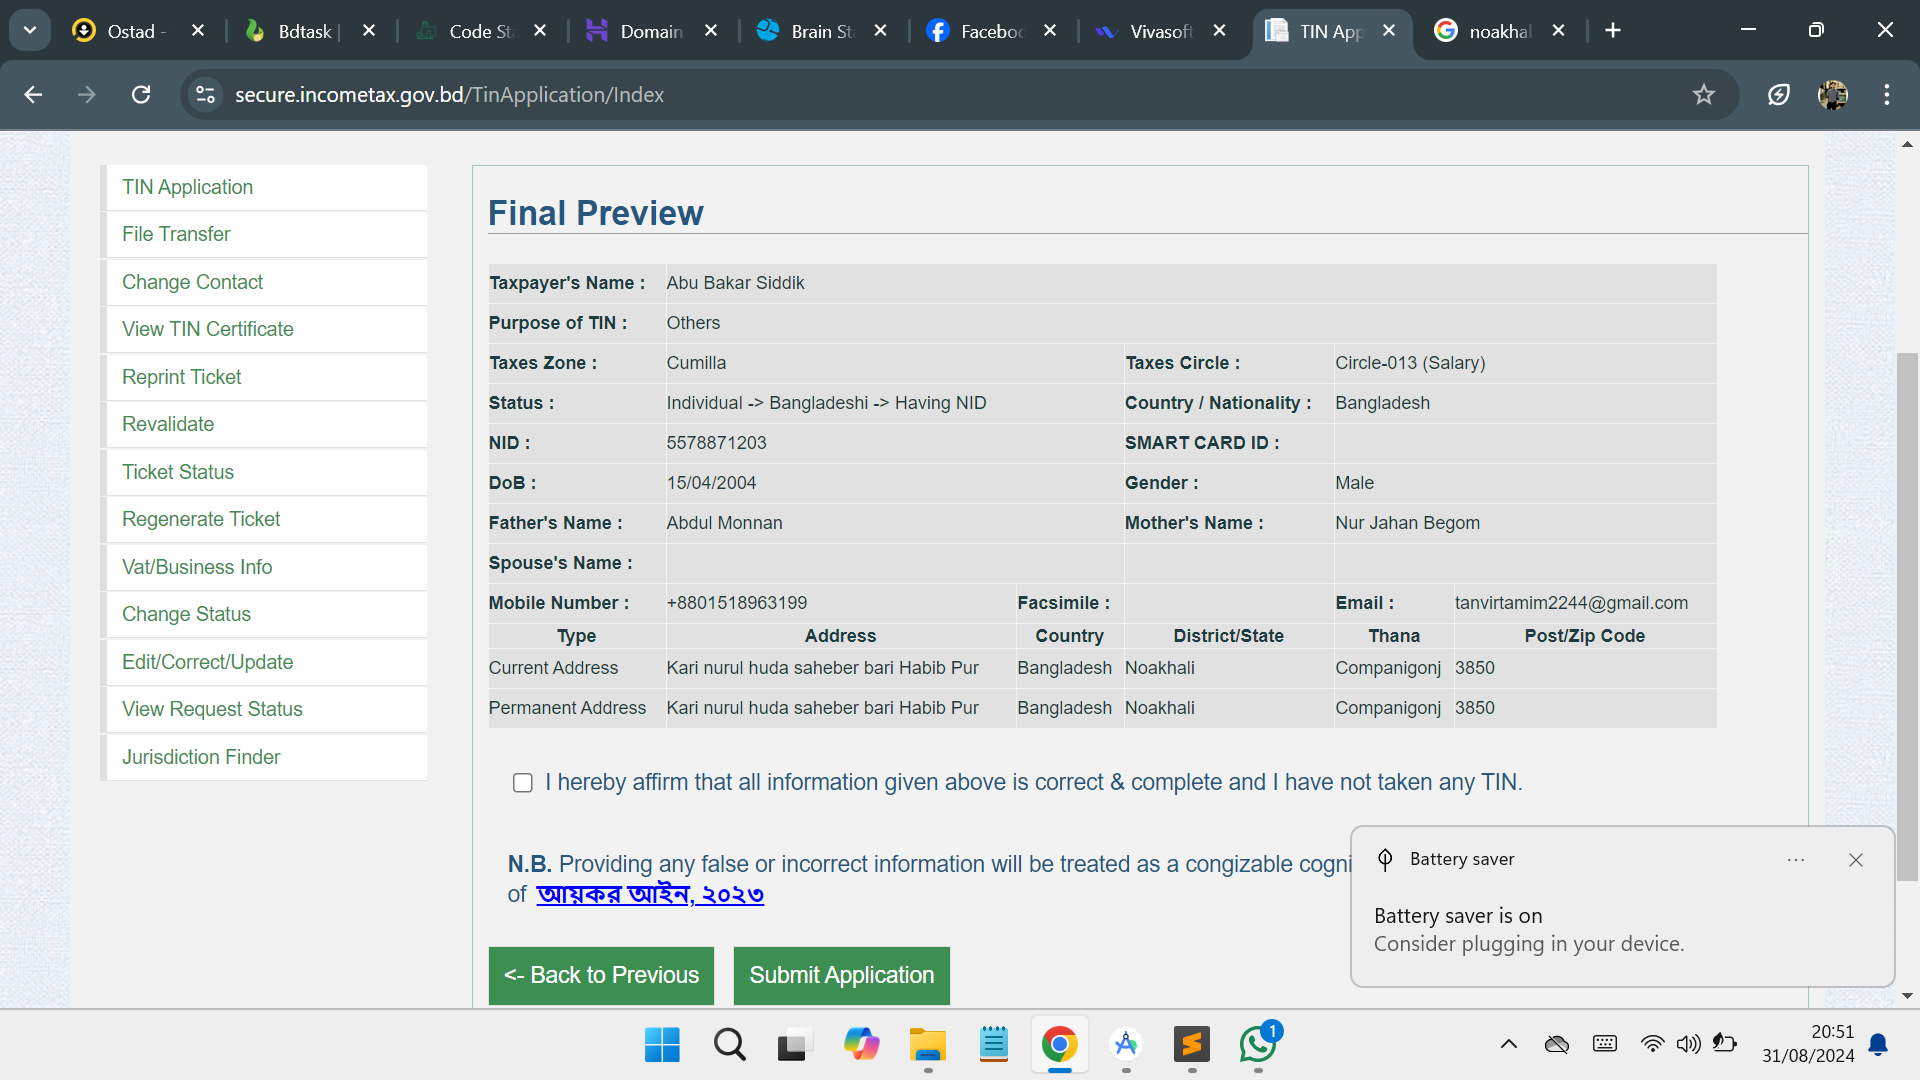 Ostad -
Bdtask |
Code St
Domain
Brain St
Faceboo
Vivasoft
TIN App
noakhal
secure.incometax.gov.bd/TinApplication/Index
TIN Application
File Transfer
Change Contact
View TIN Certificate
Reprint Ticket
Revalidate
Ticket Status
Regenerate Ticket
Vat/Business Info
Change Status
Edit/Correct/Update
View Request Status
Jurisdiction Finder
Final Preview
Taxpayer's Name : Abu Bakar Siddik
Purpose of TIN : Others
Taxes Zone : Cumilla Taxes Circle : Circle-013 (Salary)
Status : Individual -> Bangladeshi -> Having NID Country / Nationality : Bangladesh
NID : 5578871203 SMART CARD ID :
DoB : 15/04/2004 Gender : Male
Father's Name : Abdul Monnan Mother's Name : Nur Jahan Begom
Spouse's Name :
Mobile Number : +8801518963199 Facsimile : Email : tanvirtamim2244@gmail.com
Type Address Country District/State Thana Post/Zip Code
Current Address Kari nurul huda saheber bari Habib Pur Bangladesh Noakhali Companigonj 3850
Permanent Address Kari nurul huda saheber bari Habib Pur Bangladesh Noakhali Companigonj 3850
I hereby affirm that all information given above is correct & complete and I have not taken any TIN.
N.B. Providing any false or incorrect information will be treated as a congizable cogni
of আয়কর আইন, ২০২৩
<- Back to Previous
Submit Application
Battery saver
Battery saver is on
Consider plugging in your device.
1
20:51
31/08/2024